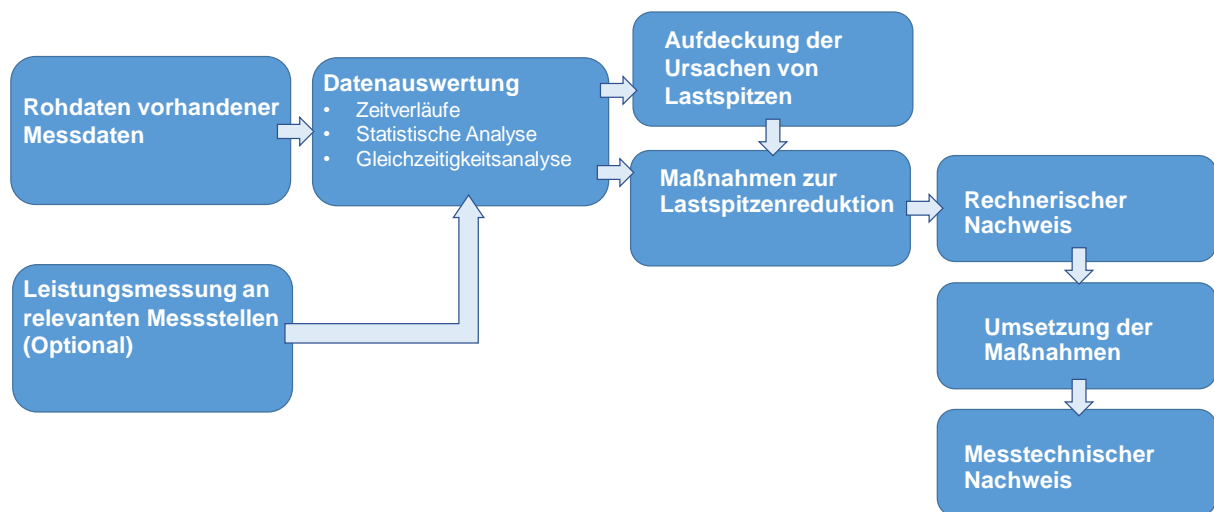 Rohdaten vorhandener
Messdaten
Leistungsmessung an
relevanten Messstellen
(Optional)
Datenauswertung
• Zeitverläufe
• Statistische Analyse
• Gleichzeitigkeitsanalyse
Aufdeckung der
Ursachen von
Lastspitzen
Maßnahmen zur
Lastspitzenreduktion
Rechnerischer
Nachweis
Umsetzung der
Maßnahmen
Messtechnischer
Nachweis